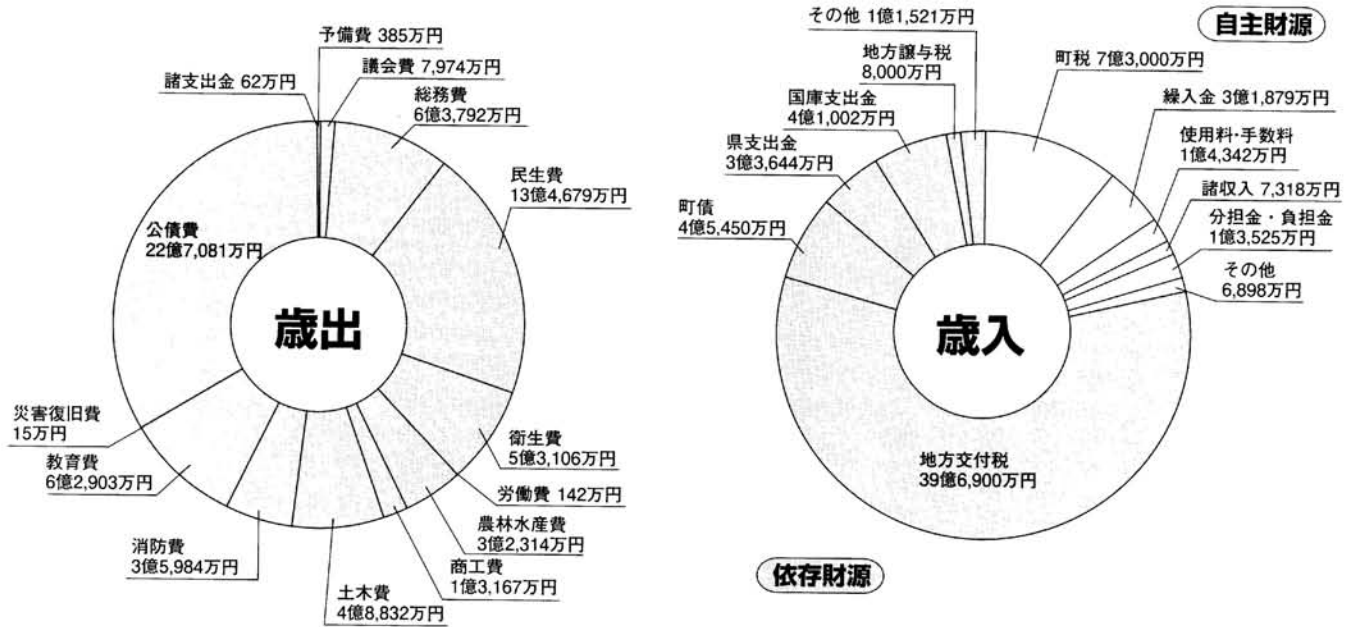 予備費 385万円
諸支出金 62万円
議会費 7,974万円
総務費
6億3,792万円
民生費
13億4,679万円
公債費
22億7,081万円
歳出
災害復旧費
15万円
教育費
6億2,903万円
消防費
3億5,984万円
土木費
4億8,832万円
商工費
1億3,167万円
農林水産費
3億2,314万円
労働費 142万円
衛生費
5億3,106万円
その他 1億1,521万円
自主財源
地方譲与税
8,000万円
町税 7億3,000万円
国庫支出金
4億1,002万円
繰入金 3億1,879万円
県支出金
3億3,644万円
使用料・手数料
1億4,342万円
町債
4億5,450万円
諸収入 7,318万円
分担金・負担金
1億3,525万円
その他
6,898万円
歳入
地方交付税
39億6,900万円
依存財源